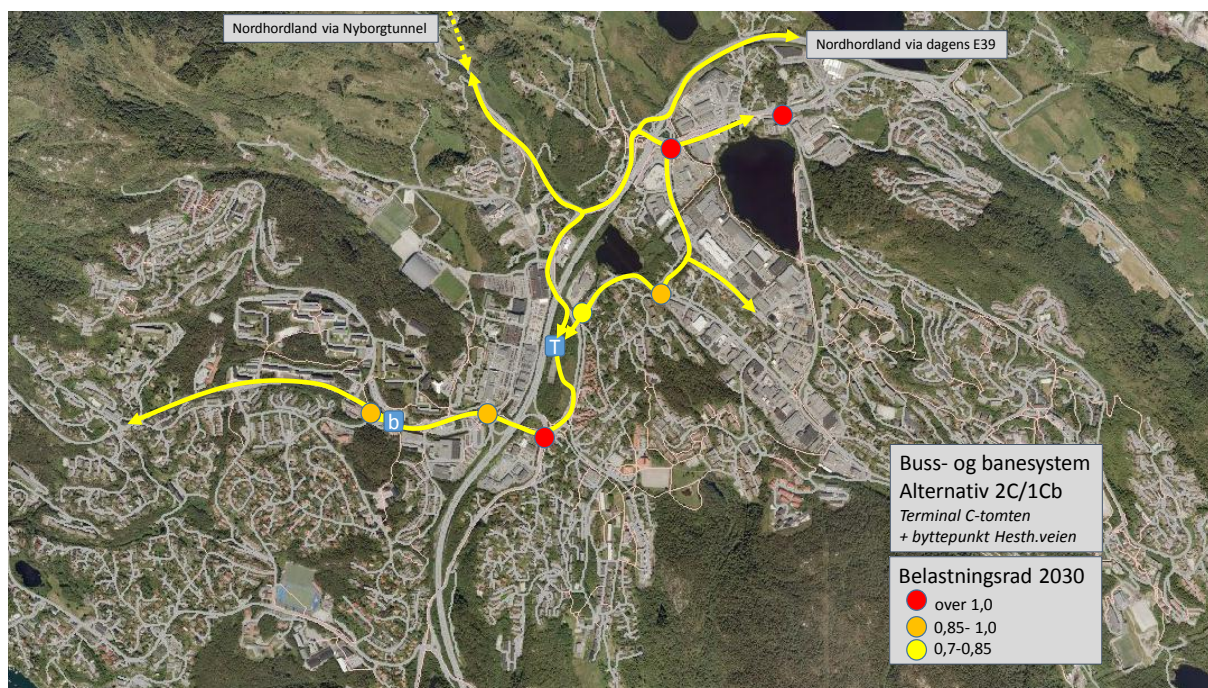 Nordhordland via Nyborgtunnel
Nordhordland via dagens E39
T
b
Buss- og banesystem
Alternativ 2C/1Cb
Terminal C-tomten
+ byttepunkt Hesth.veien
Belastningsrad 2030
over 1,0
0,85- 1,0
0,7-0,85